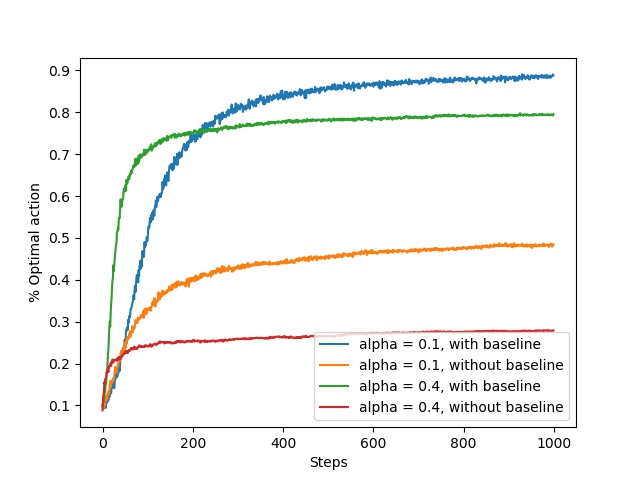 0.9
0.8
0.7
0.6
0.5
0.4
0.3
0.2
0.1
% Optimal action
alpha = 0.1, with baseline
alpha = 0.1, without baseline
alpha = 0.4, with baseline
alpha = 0.4, without baseline
0 200 400 600 800 1000
Steps